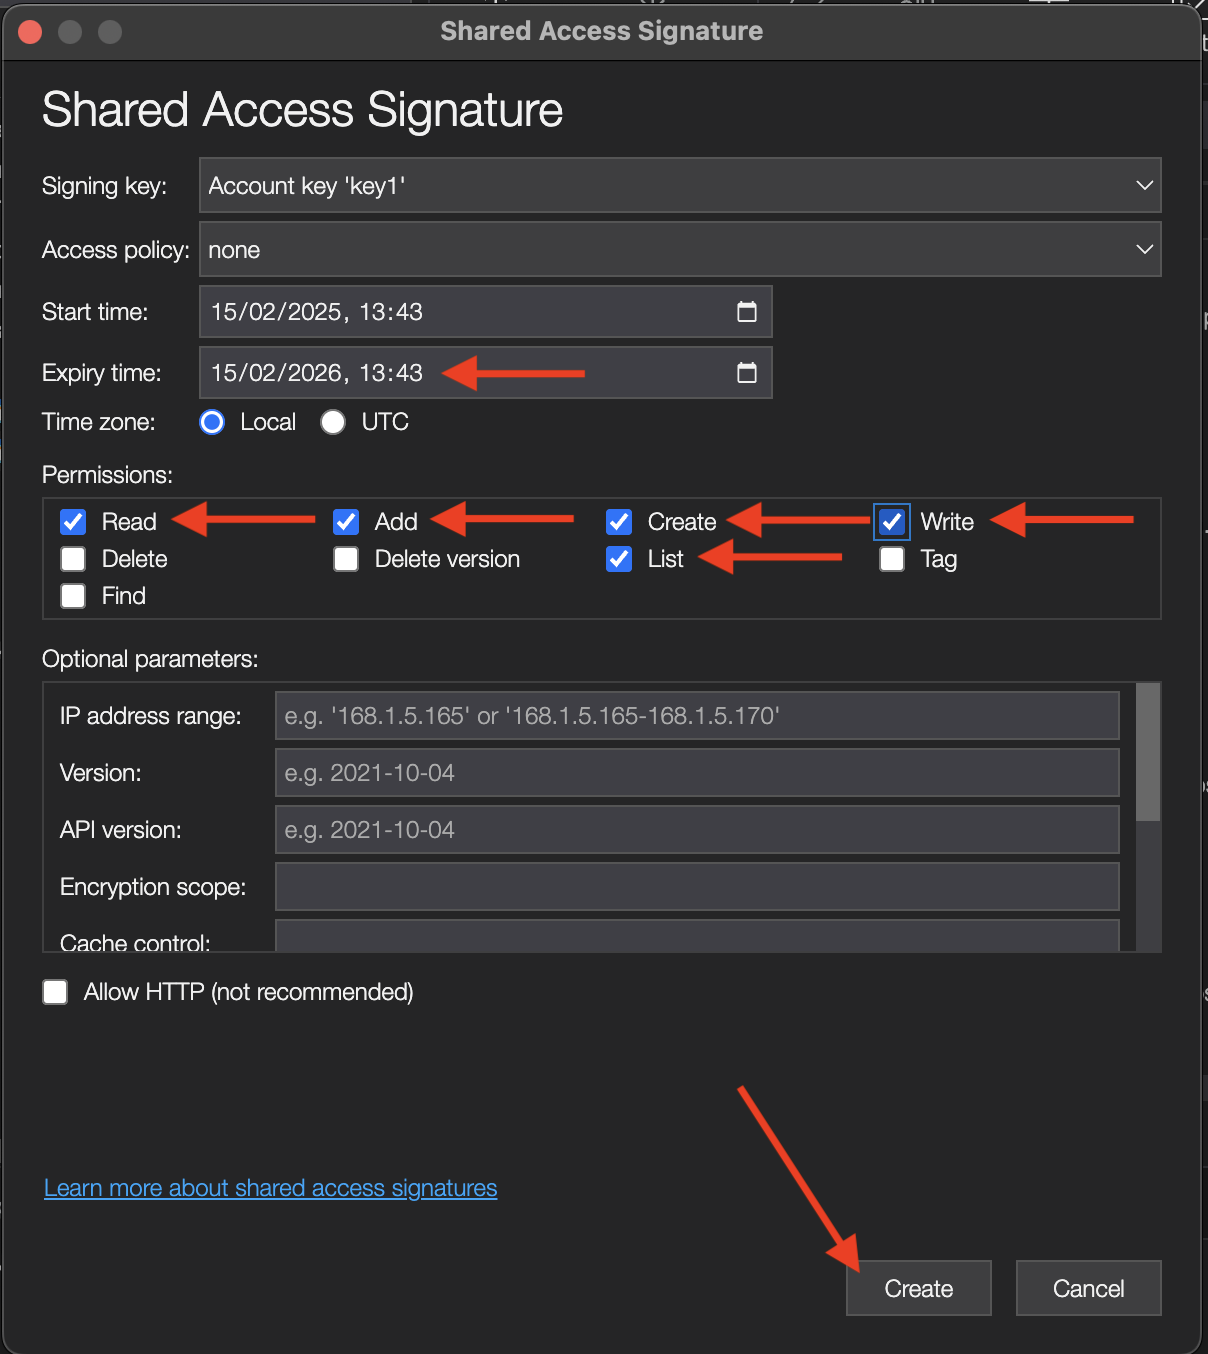 Shared Access Signature
Shared Access Signature
Signing key: Account key 'key1'
Access policy: none
Start time: 15/02/2025, 13:43
Expiry time: 15/02/2026, 13:43
Time zone: Local UTC
Permissions:
Read Add Create Write
Delete Delete version List Tag
Find
Optional parameters:
IP address range: e.g. '168.1.5.165' or '168.1.5.165-168.1.5.170'
Version: e.g. 2021-10-04
API version: e.g. 2021-10-04
Encryption scope:
Cache control:
Allow HTTP (not recommended)
Learn more about shared access signatures
Create Cancel